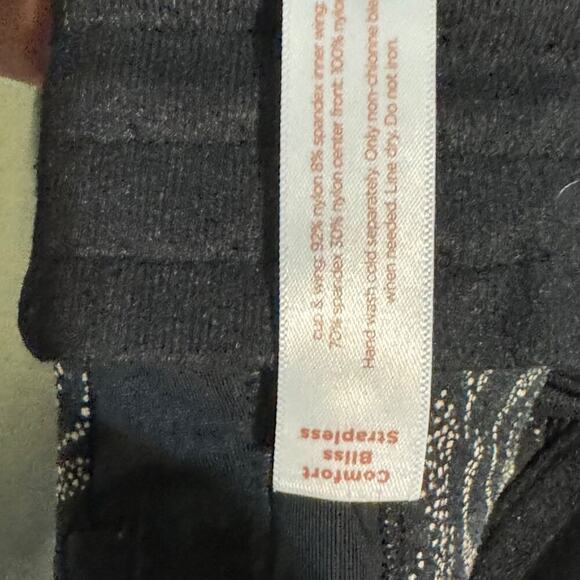 Comfort
Bliss
Strapless
cup & wing: 92% nylon 8% spandex inner wing:
70% spandex 30% nylon center front: 100% nylon
Hand wash cold separately. Only non-chlorine
when needed. Line dry. Do not iron.